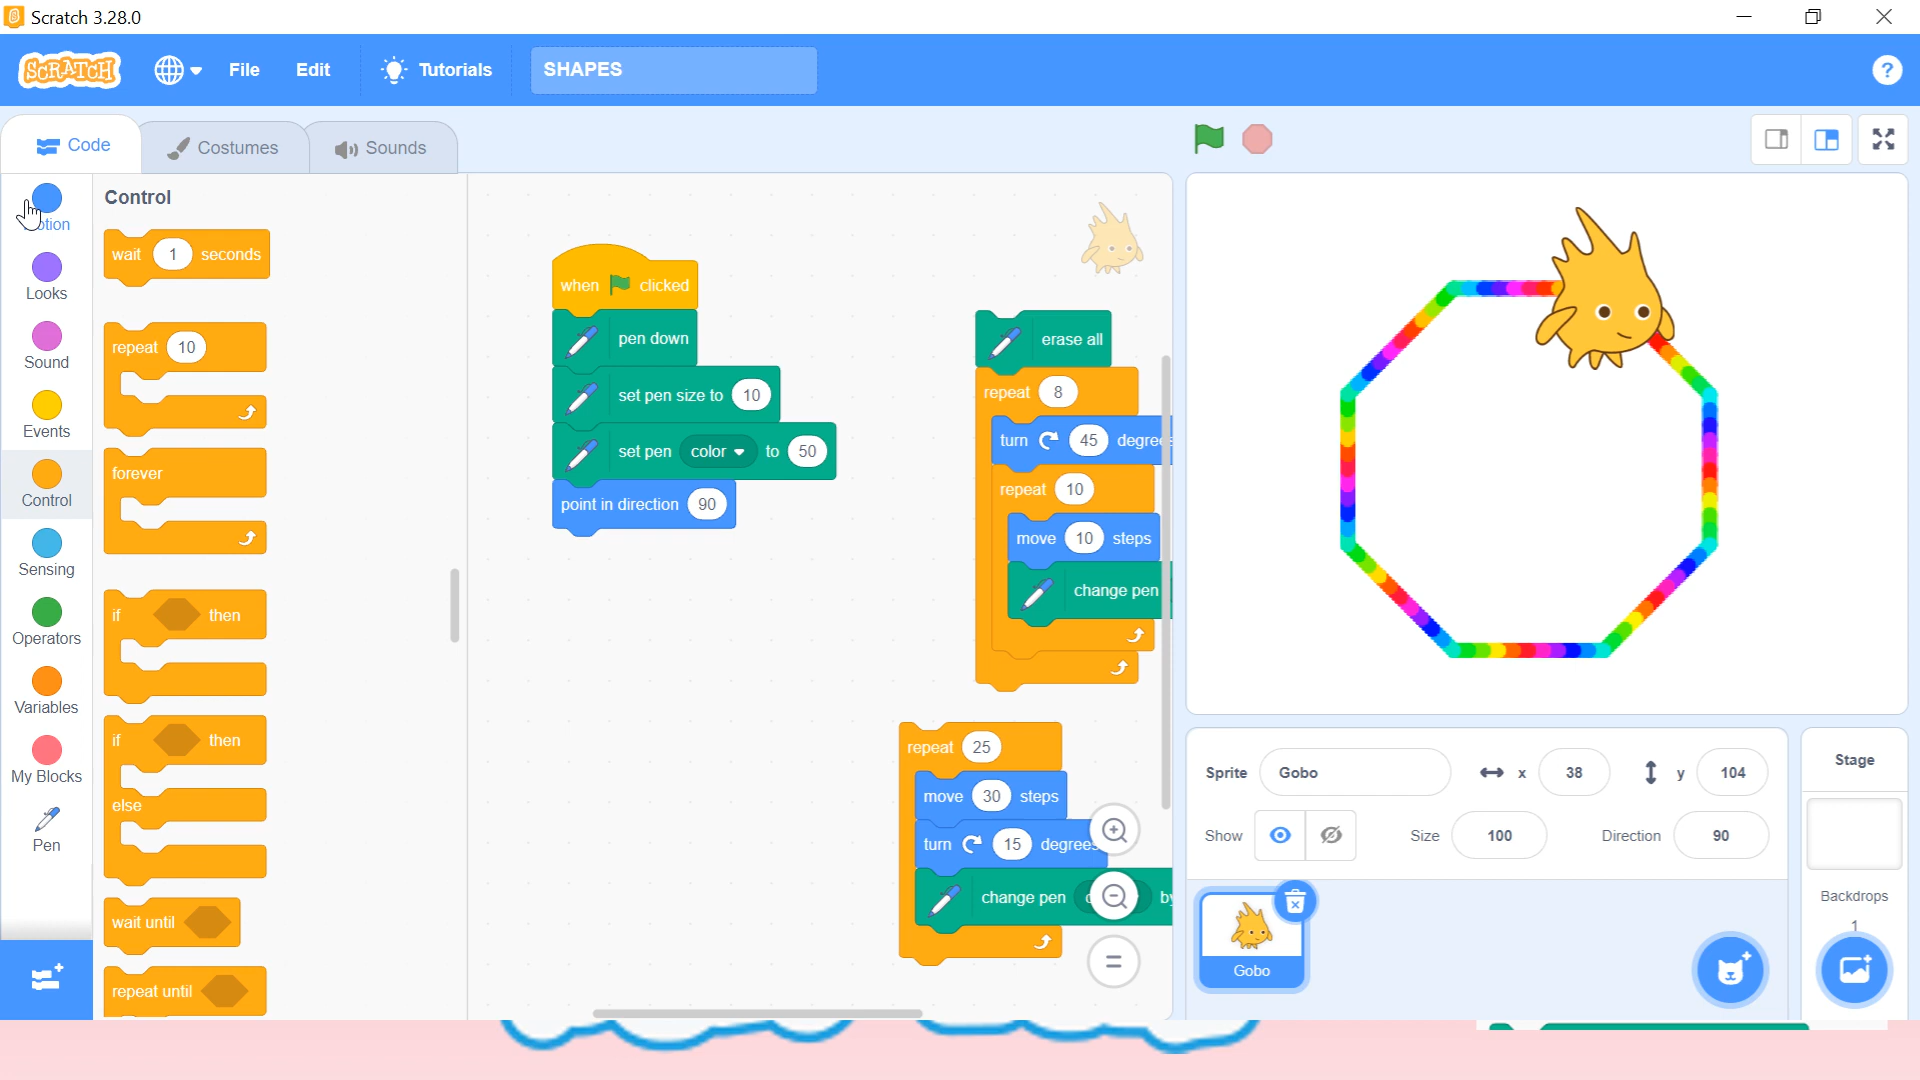 Scratch 3.28.0
SCRATCH
File
Edit
Tutorials
SHAPES
?
Code
Costumes
Sounds
Looks
Sound
Events
Control
Sensing
Operators
Variables
My Blocks
Pen
Control
wait 1 seconds
repeat 10
forever
if then
if then
else
wait until
repeat until
when clicked
pen down
set pen size to 10
set pen color to 50
point in direction 90
erase all
repeat 8
turn 45
repeat 10
move 10 steps
change pen
repeat 25
move 30 steps
turn 15 degrees
change pen
Sprite Gobo x 38 y 104
Show Size 100 Direction 90
Gobo
Stage
Backdrops
1